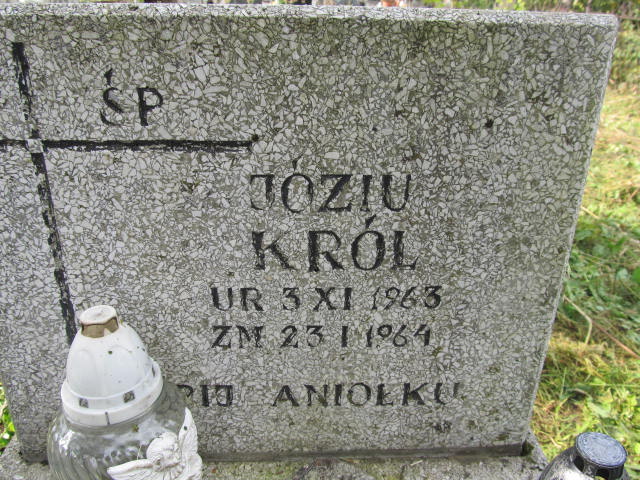 ŚP
JÓZIU
KRÓL
UR 3 XI 1963
ZM 23 I 1964
ANIOŁKU